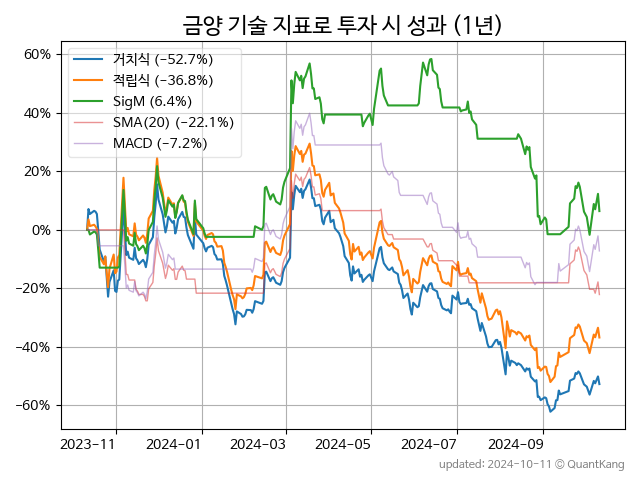 금양 기술 지표로 투자 시 성과 (1년)
60%
40%
20%
0%
−20%
−40%
−60%
거치식 (−52.7%)
적립식 (−36.8%)
SigM (6.4%)
SMA(20) (−22.1%)
MACD (−7.2%)
2023−11
2024−01
2024−03
2024−05
2024−07
2024−09
updated: 2024-10-11 © QuantKang